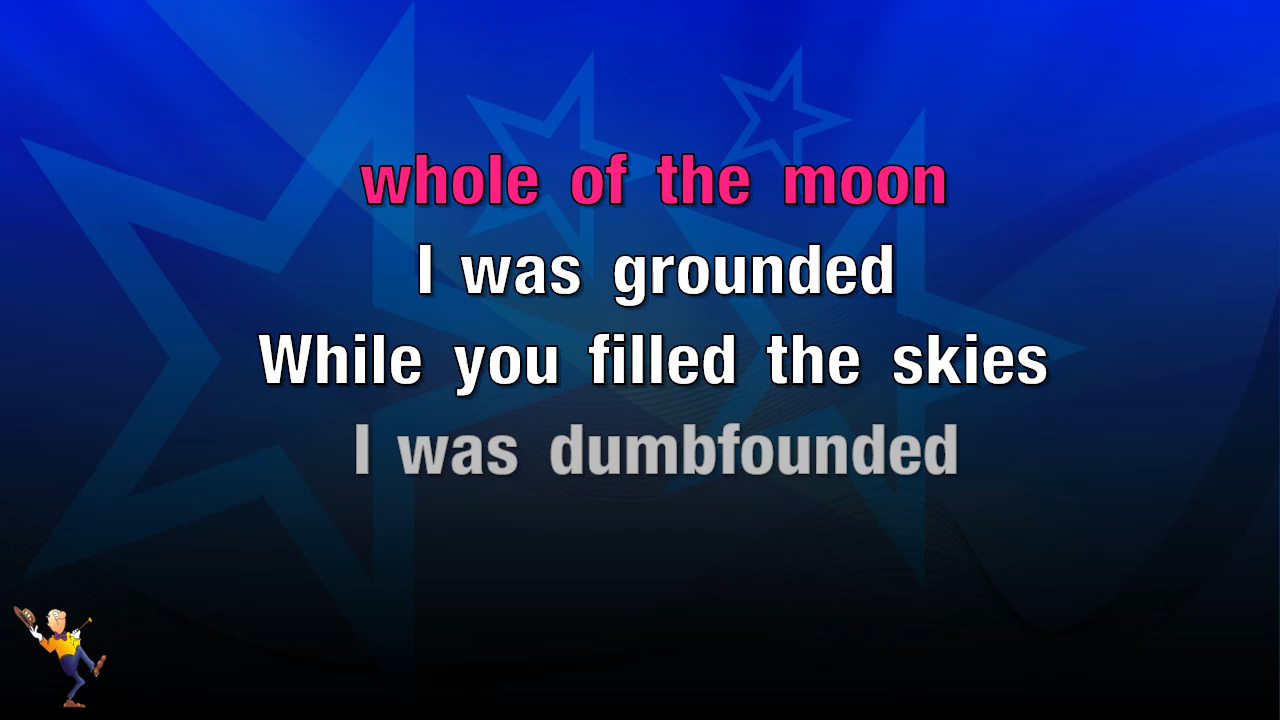 whole of the moon
I was grounded
While you filled the skies
I was dumbfounded